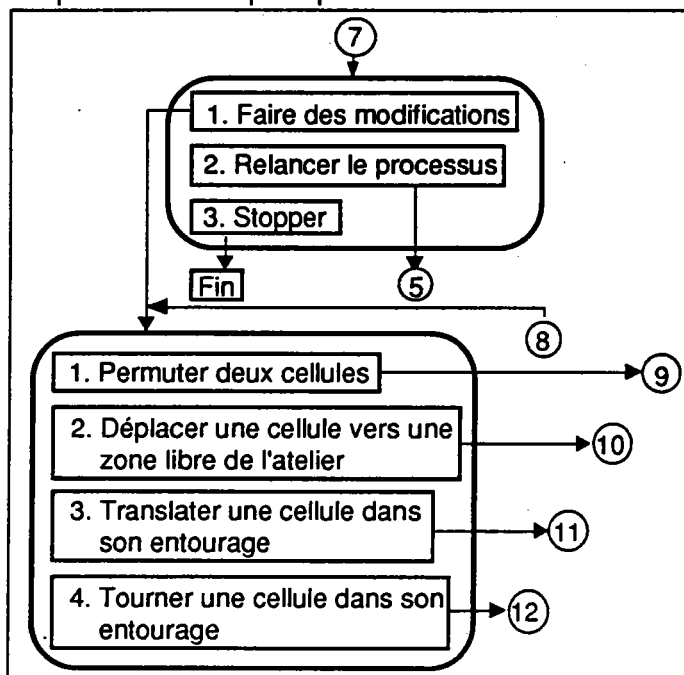 7
1. Faire des modifications
2. Relancer le processus
3. Stopper
Fin
5
8
1. Permuter deux cellules
9
2. Déplacer une cellule vers une
zone libre de l'atelier
10
3. Translater une cellule dans
son entourage
11
4. Tourner une cellule dans son
entourage
12